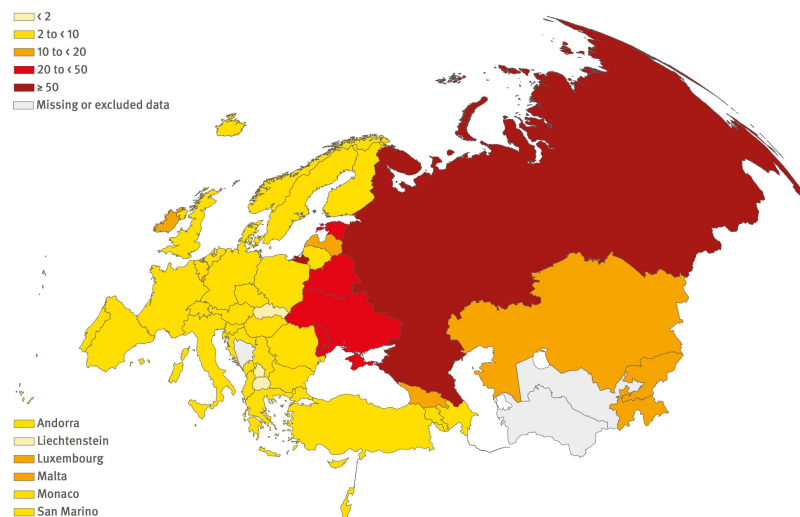 < 2
2 to < 10
10 to < 20
20 to < 50
≥ 50
Missing or excluded data
Andorra
Liechtenstein
Luxembourg
Malta
Monaco
San Marino